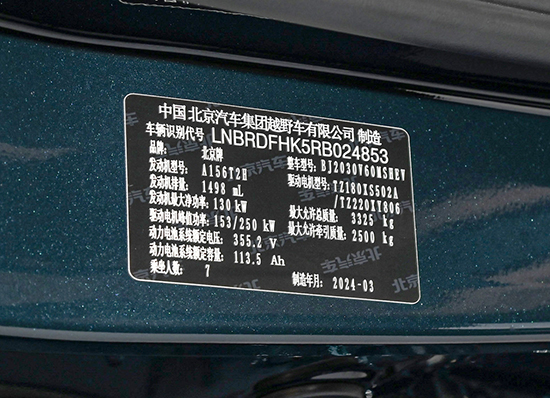 中国 北京汽车集团越野车有限公司 制造
车辆识别代号 LNBRDFHK5RB024853
品牌: 北京牌 整车型号: BJ2030V60MSHEV
发动机型号: A156T2H 驱动电机型号: TZ180XS502A
发动机排量: 1498 mL /TZ220XY806
发动机最大净功率: 130 kW 最大允许总质量: 3325 kg
驱动电机峰值功率: 153/250 kW 最大允许牵引质量: 2500 kg
动力电池系统额定电压: 355.2 V
动力电池系统额定容量: 113.5 Ah
乘坐人数: 7 制造年月: 2024-03